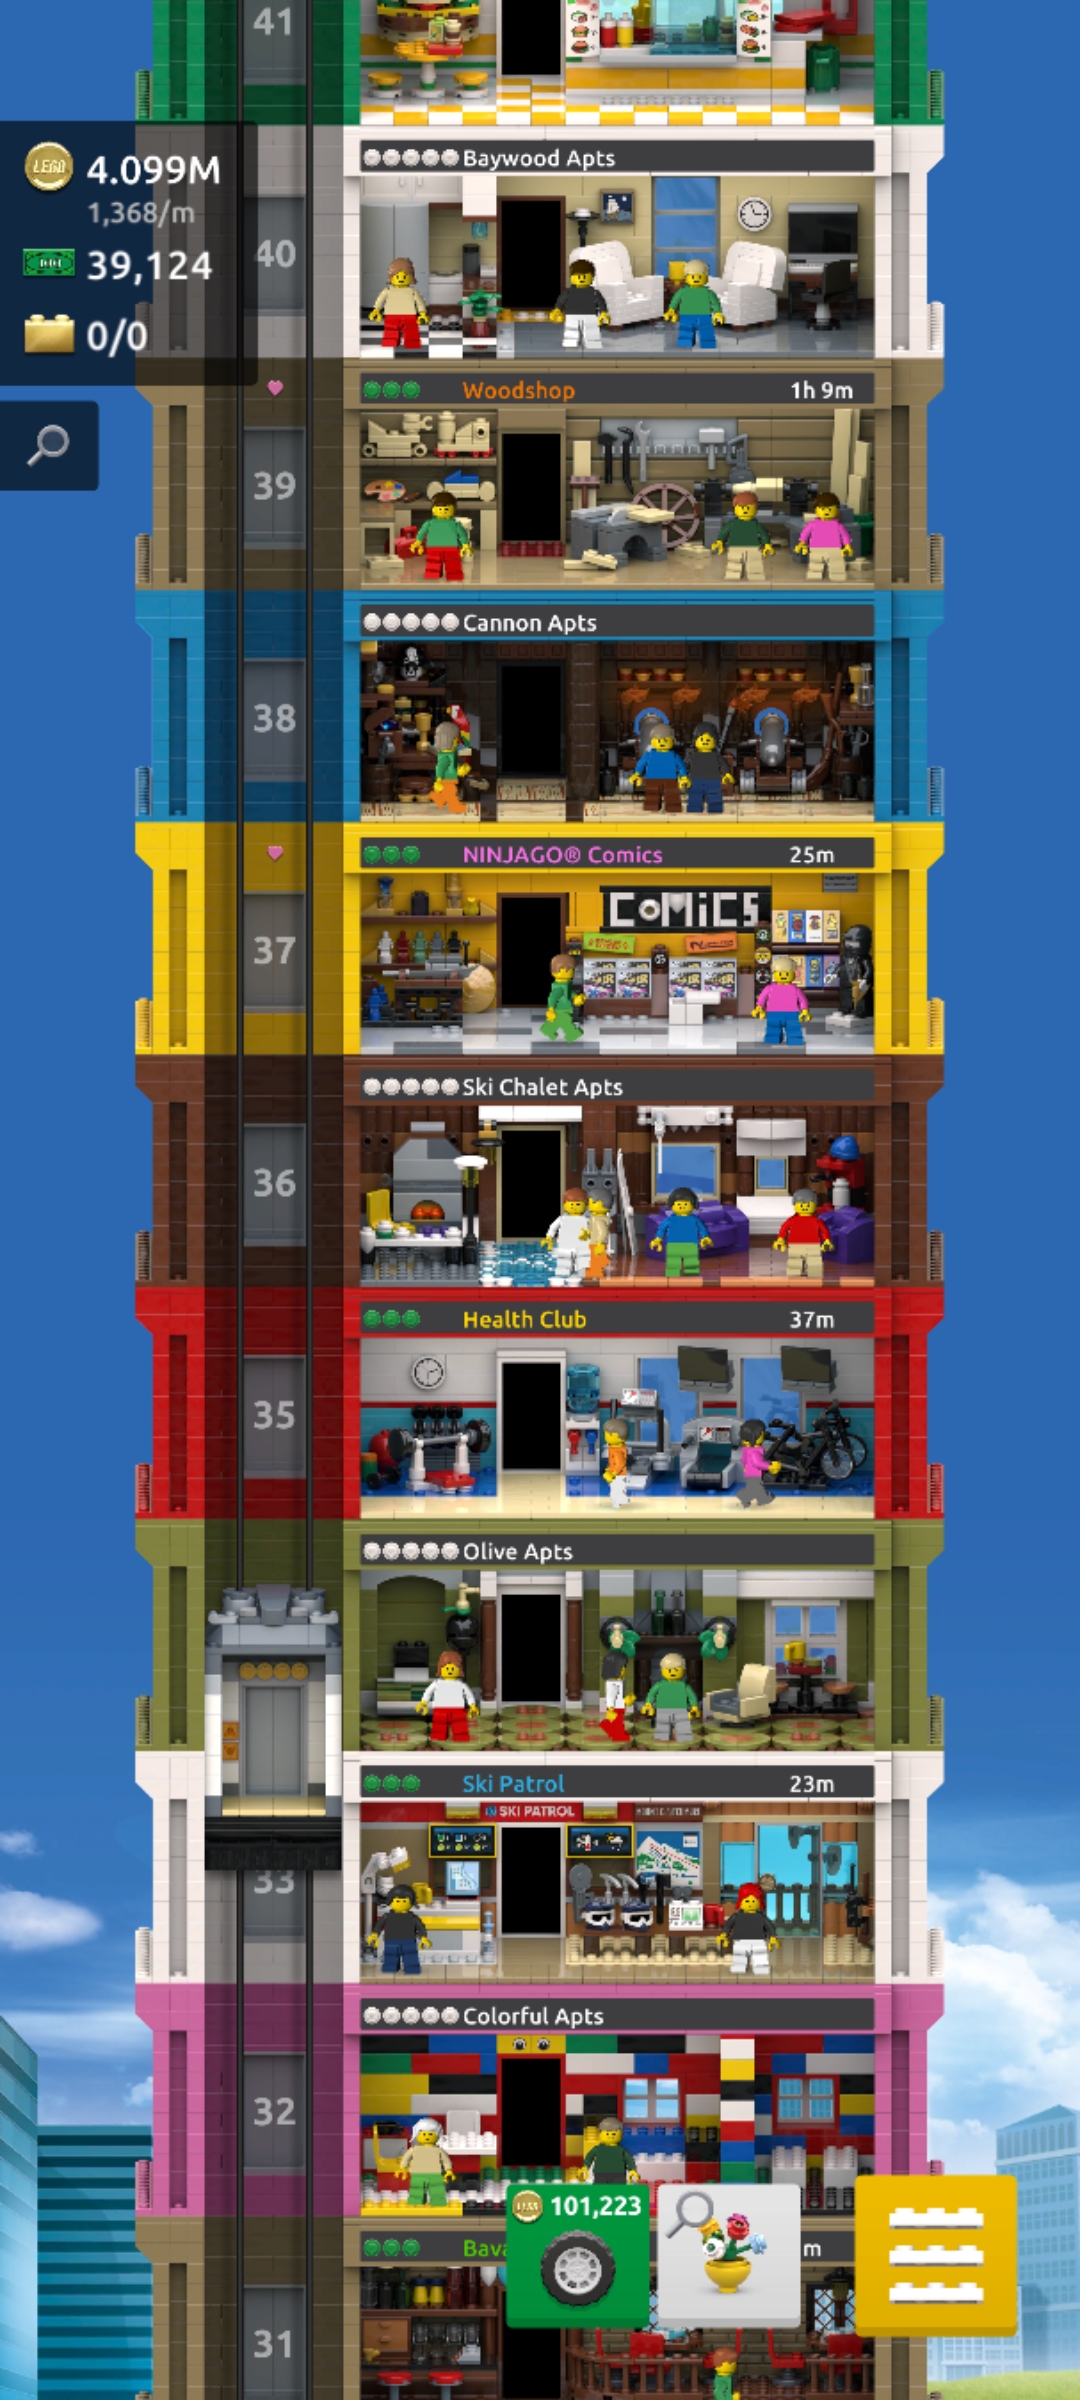 41
LEGO 4.099M
1,368/m
39,124
0/0
Baywood Apts
40
Woodshop 1h 9m
39
Cannon Apts
38
NINJAGO® Comics 25m
COMiCS
37
Ski Chalet Apts
36
Health Club 37m
35
Olive Apts
Ski Patrol 23m
SKI PATROL
33
Colorful Apts
32
101,223
Bava m
31